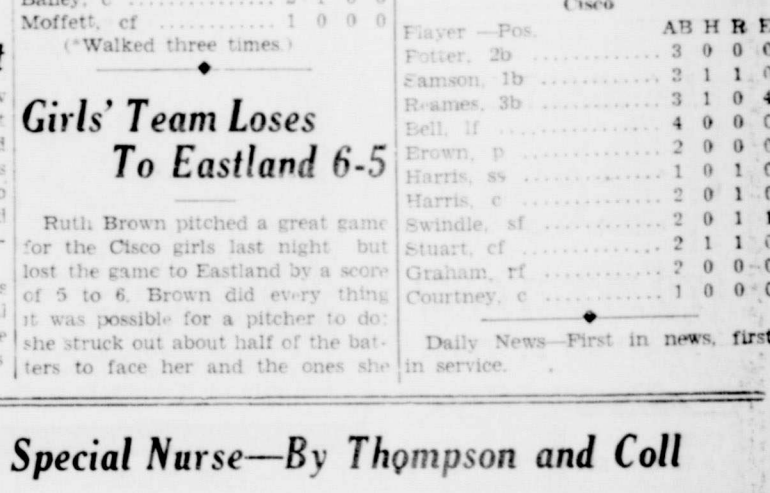 Moffett, cf 1 0 0 0
(*Walked three times.)
Girls' Team Loses
To Eastland 6-5
Ruth Brown pitched a great game
for the Cisco girls last night but
lost the game to Eastland by a score
of 5 to 6. Brown did every thing
it was possible for a pitcher to do;
she struck out about half of the bat-
ters to face her and the ones she
Cisco
Player —Pos. AB H R
Potter, 2b 3 0 0
Samson, 1b 3 1 1
Reames, 3b 3 1 0 4
Bell, lf 4 0 0
Brown, p 2 0 0
Harris, ss 1 0 1
Harris, c 2 0 1
Swindle, sf 2 0 1 1
Stuart, cf 2 1 1
Graham, rf 2 0 0
Courtney, c 1 0 0
Daily News—First in news, first
in service.
Special Nurse—By Thompson and Coll